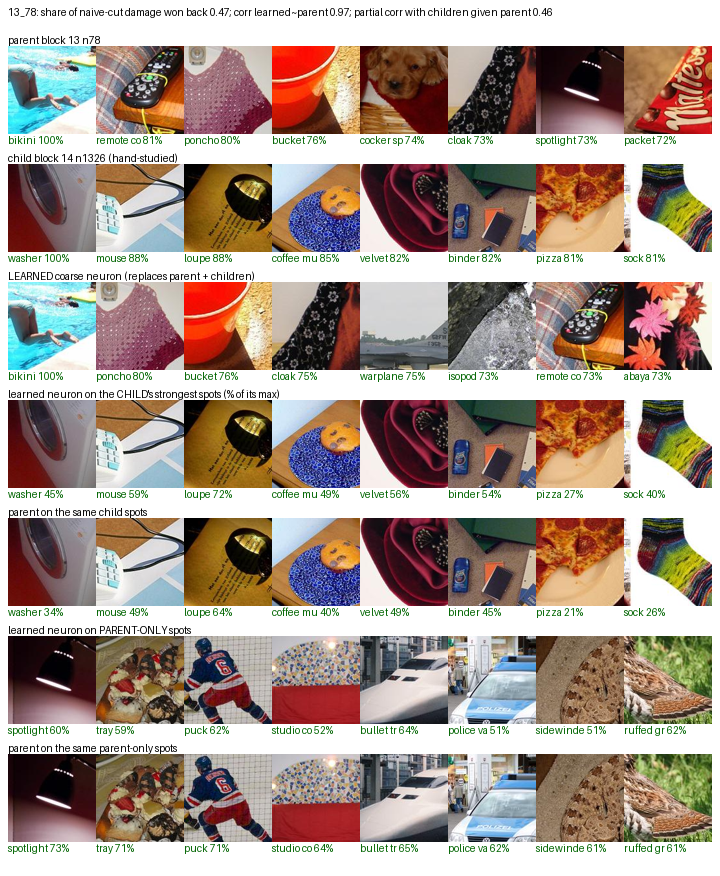 13_78: share of naive-cut damage won back 0.47; corr learned~parent 0.97; partial corr with children given parent 0.46
parent block 13 n78
Maltese
bikini 100% remote co 81% poncho 80% bucket 76% cocker sp 74% cloak 73% spotlight 73% packet 72%
child block 14 n1326 (hand-studied)
washer 100% mouse 88% loupe 88% coffee mu 85% velvet 82% binder 82% pizza 81% sock 81%
LEARNED coarse neuron (replaces parent + children)
bikini 100% poncho 80% bucket 76% cloak 75% warplane 75% isopod 73% remote co 73% abaya 73%
learned neuron on the CHILD's strongest spots (% of its max)
washer 45% mouse 59% loupe 72% coffee mu 49% velvet 56% binder 54% pizza 27% sock 40%
parent on the same child spots
washer 34% mouse 49% loupe 64% coffee mu 40% velvet 49% binder 45% pizza 21% sock 26%
learned neuron on PARENT-ONLY spots
6
POLIZEI
spotlight 60% tray 59% puck 62% studio co 52% bullet tr 64% police va 51% sidewinde 51% ruffed gr 62%
parent on the same parent-only spots
6
POLIZEI
spotlight 73% tray 71% puck 71% studio co 64% bullet tr 65% police va 62% sidewinde 61% ruffed gr 61%